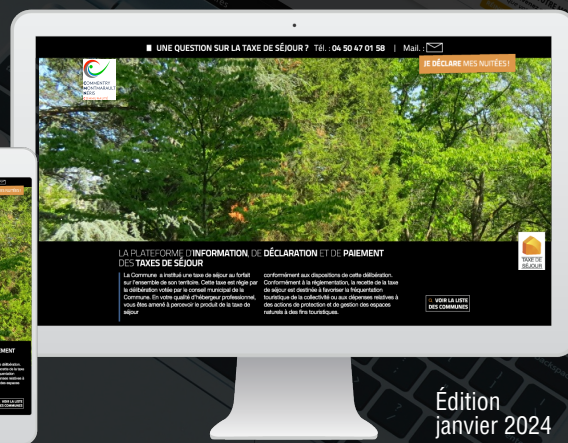 UNE QUESTION SUR LA TAXE DE SÉJOUR ? Tél. : 04 50 47 01 58 | Mail. :
JE DÉCLARE MES NUITÉES !
COMMENTRY
MONTMARAULT
NÉRIS
LA PLATEFORME D'INFORMATION, DE DÉCLARATION ET DE PAIEMENT
DES TAXES DE SÉJOUR
La Commune a institué une taxe de séjour au forfait
sur l'ensemble de son territoire. Cette taxe est régie par
la délibération votée par le conseil municipal de la
Commune. En votre qualité d'hébergeur professionnel,
vous êtes amené à percevoir le produit de la taxe de
séjour
conformément aux dispositions de cette délibération.
Conformément à la réglementation, la recette de la taxe
de séjour est destinée à favoriser la fréquentation
touristique de la collectivité ou aux dépenses relatives à
des actions de protection et de gestion des espaces
naturels à des fins touristiques.
TAXE DE
SÉJOUR
VOIR LA LISTE
DES COMMUNES
Édition
janvier 2024